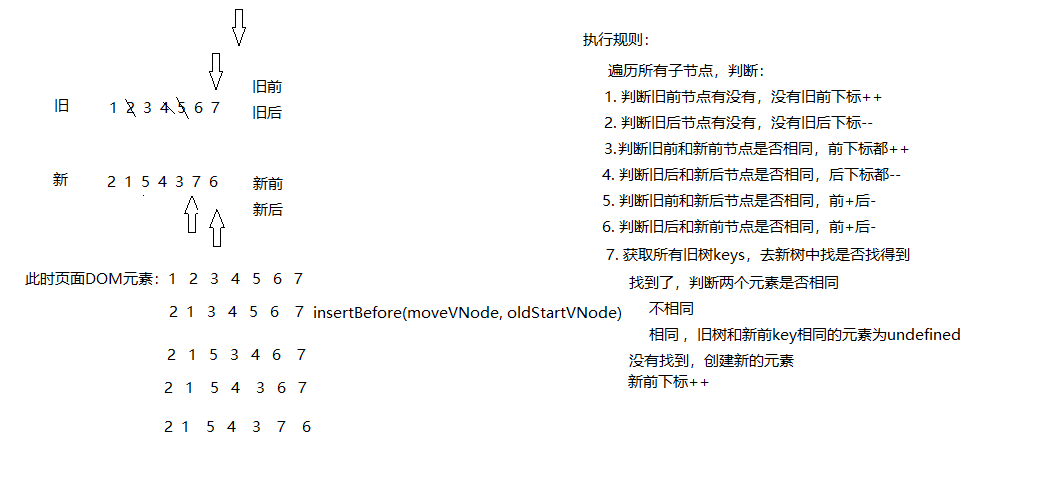 旧 1 2 3 4 5 6 7
旧前
旧后
新 2 1 5 4 3 7 6
新前
新后
此时页面DOM元素：1 2 3 4 5 6 7
2 1 3 4 5 6 7 insertBefore(moveVNode, oldStartVNode)
2 1 5 3 4 6 7
2 1 5 4 3 6 7
2 1 5 4 3 7 6
执行规则：
遍历所有子节点，判断：
1. 判断旧前节点有没有，没有旧前下标++
2. 判断旧后节点有没有，没有旧后下标--
3.判断旧前和新前节点是否相同，前下标都++
4. 判断旧后和新后节点是否相同，后下标都--
5. 判断旧前和新后节点是否相同，前+后-
6. 判断旧后和新前节点是否相同，前+后-
7. 获取所有旧树keys，去新树中找是否找得到
找到了，判断两个元素是否相同
不相同
相同 ，旧树和新前key相同的元素为undefined
没有找到，创建新的元素
新前下标++